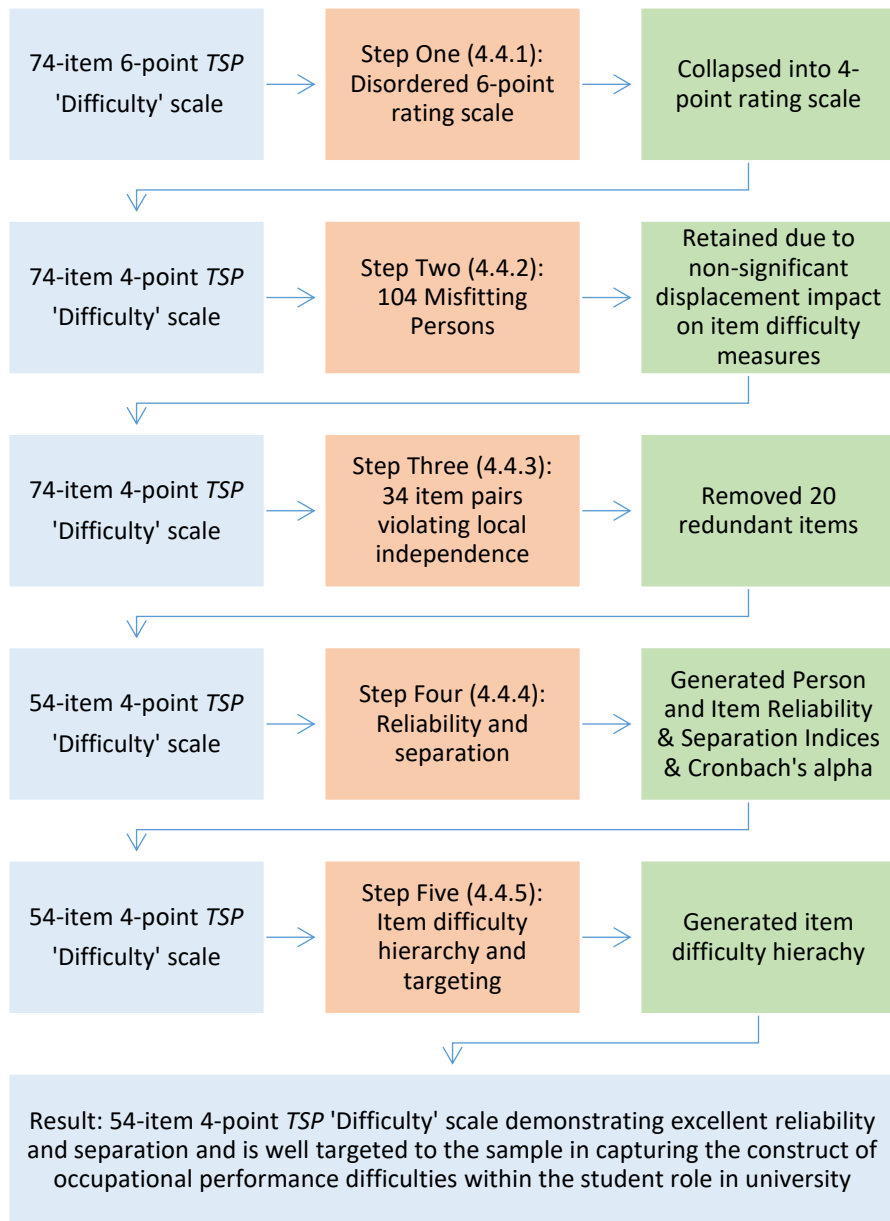 74-item 6-point TSP
'Difficulty' scale
Step One (4.4.1):
Disordered 6-point
rating scale
Collapsed into 4-
point rating scale
74-item 4-point TSP
'Difficulty' scale
Step Two (4.4.2):
104 Misfitting
Persons
Retained due to
non-significant
displacement impact
on item difficulty
measures
74-item 4-point TSP
'Difficulty' scale
Step Three (4.4.3):
34 item pairs
violating local
independence
Removed 20
redundant items
54-item 4-point TSP
'Difficulty' scale
Step Four (4.4.4):
Reliability and
separation
Generated Person
and Item Reliability
& Separation Indices
& Cronbach's alpha
54-item 4-point TSP
'Difficulty' scale
Step Five (4.4.5):
Item difficulty
hierarchy and
targeting
Generated item
difficulty hierachy
Result: 54-item 4-point TSP 'Difficulty' scale demonstrating excellent reliability
and separation and is well targeted to the sample in capturing the construct of
occupational performance difficulties within the student role in university